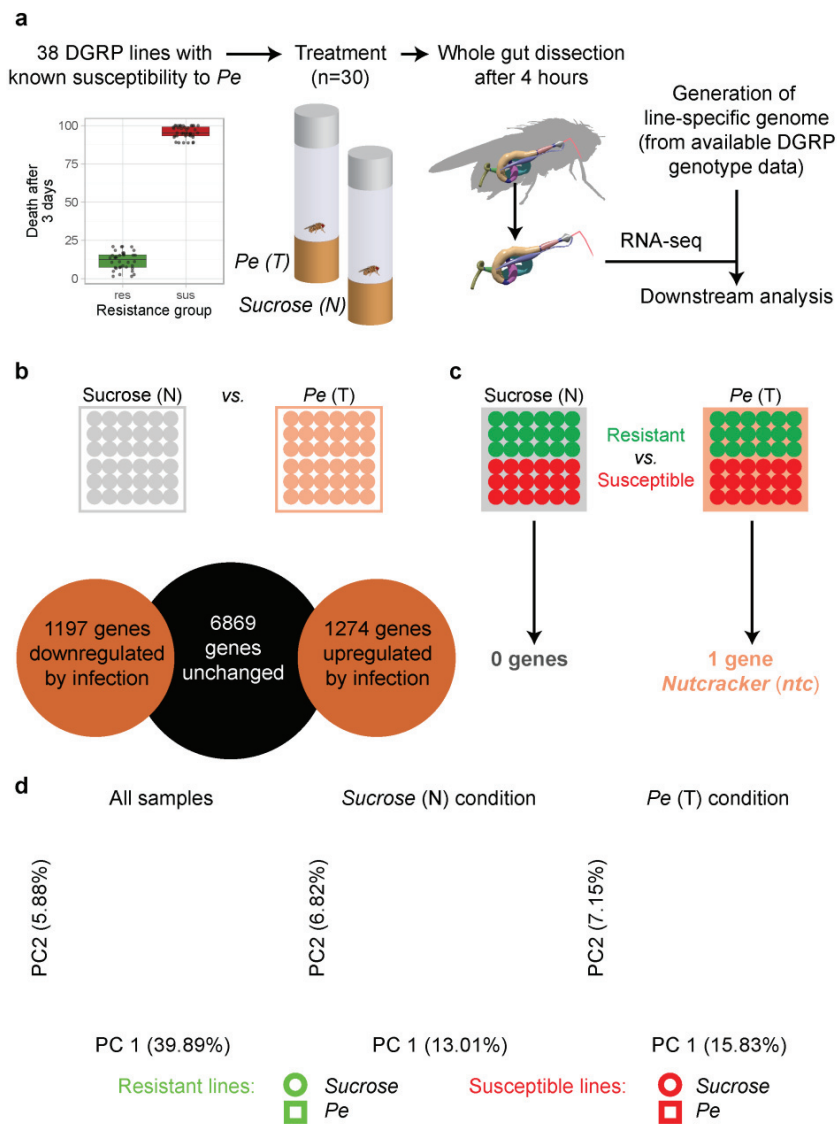 a
38 DGRP lines with
known susceptibility to Pe
Treatment
(n=30)
Whole gut dissection
after 4 hours
Generation of
line-specific genome
(from available DGRP
genotype data)
Death after
3 days
100
75
50
25
0
res
sus
Resistance group
Pe (T)
Sucrose (N)
RNA-seq
Downstream analysis
b
Sucrose (N)
vs.
Pe (T)
1197 genes
downregulated
by infection
6869
genes
unchanged
1274 genes
upregulated
by infection
c
Sucrose (N)
Pe (T)
Resistant
vs.
Susceptible
0 genes
1 gene
Nutcracker (ntc)
d
All samples
Sucrose (N) condition
Pe (T) condition
PC2 (5.88%)
PC2 (6.82%)
PC2 (7.15%)
PC 1 (39.89%)
PC 1 (13.01%)
PC 1 (15.83%)
Resistant lines:
Sucrose
Pe
Susceptible lines:
Sucrose
Pe